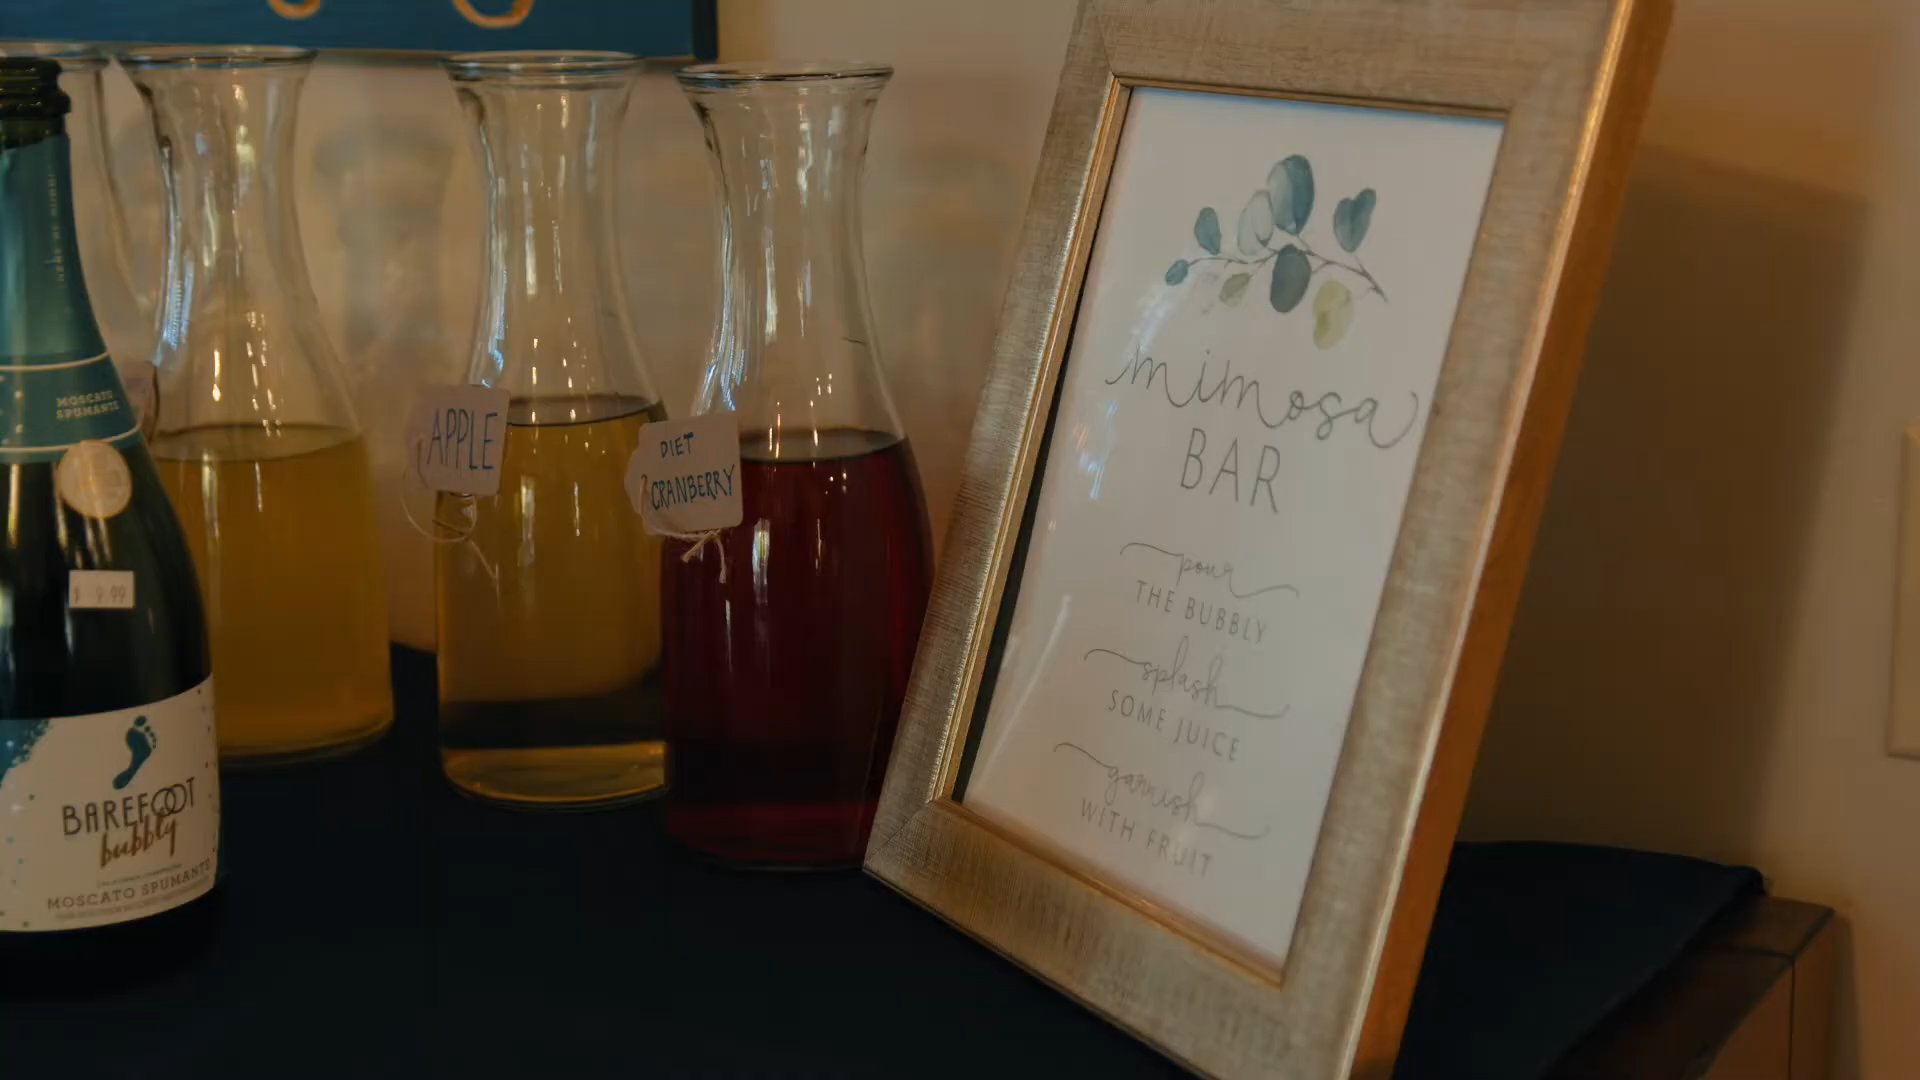 MOSCATO
SPUMANTE
$ 9.99
BAREFOOT
bubbly
MOSCATO SPUMANTE
APPLE
DIET
CRANBERRY
mimosa
BAR
pour
THE BUBBLY
splash
SOME JUICE
garnish
WITH FRUIT